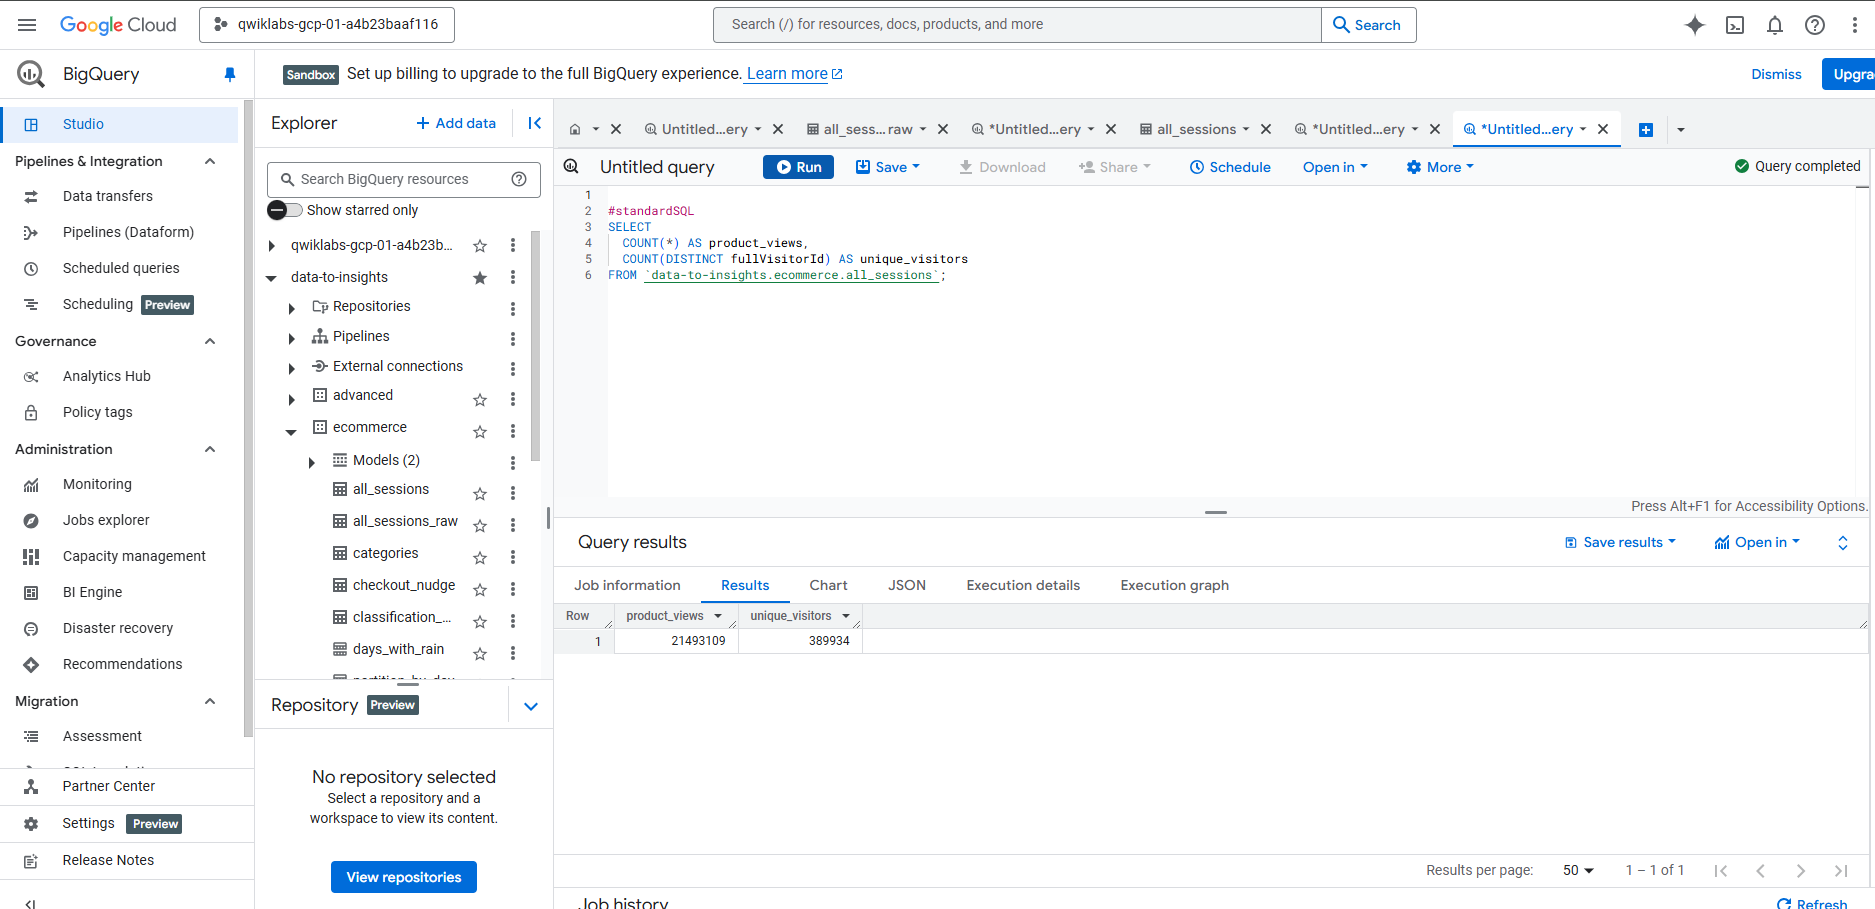 Google Cloud
qwiklabs-gcp-01-a4b23baaf116
Search (/) for resources, docs, products, and more
Search
BigQuery
Sandbox Set up billing to upgrade to the full BigQuery experience. Learn more
Dismiss
Upgra
Studio
Pipelines & Integration
Data transfers
Pipelines (Dataform)
Scheduled queries
Scheduling Preview
Governance
Analytics Hub
Policy tags
Administration
Monitoring
Jobs explorer
Capacity management
BI Engine
Disaster recovery
Recommendations
Migration
Assessment
Partner Center
Settings Preview
Release Notes
Explorer
+ Add data
Search BigQuery resources
Show starred only
qwiklabs-gcp-01-a4b23b...
data-to-insights
Repositories
Pipelines
External connections
advanced
ecommerce
Models (2)
all_sessions
all_sessions_raw
categories
checkout_nudge
classification_...
days_with_rain
Repository Preview
No repository selected
Select a repository and a
workspace to view its content.
View repositories
Untitled...ery
all_sess... raw
*Untitled...ery
all_sessions
*Untitled...ery
*Untitled...ery
Untitled query
Run
Save
Download
Share
Schedule
Open in
More
Query completed
1
2 #standardSQL
3 SELECT
4 COUNT(*) AS product_views,
5 COUNT(DISTINCT fullVisitorId) AS unique_visitors
6 FROM `data-to-insights.ecommerce.all_sessions`;
Press Alt+F1 for Accessibility Options.
Query results
Save results
Open in
Job information Results Chart JSON Execution details Execution graph
Row product_views unique_visitors
1 21493109 389934
Results per page: 50 1 – 1 of 1
Job history
Refresh